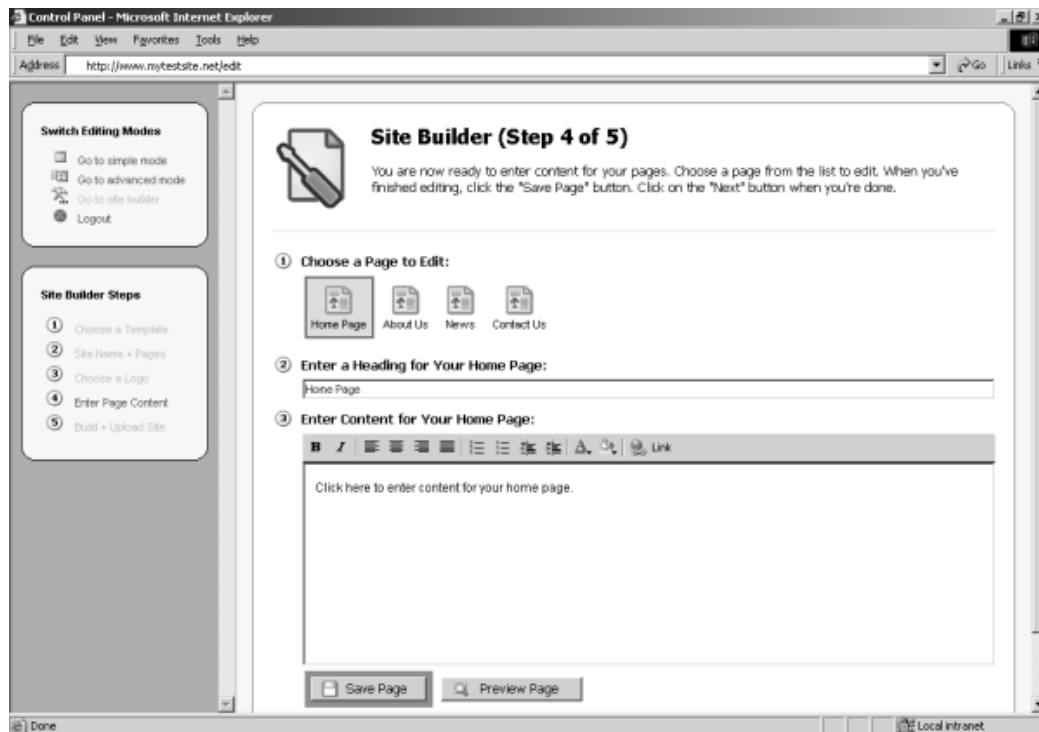 Control Panel - Microsoft Internet Explorer
File Edit View Favorites Tools Help
Address http://www.mytestsite.net/edit Go Links
Switch Editing Modes
Go to simple mode
Go to advanced mode
Go to site builder
Logout
Site Builder Steps
1 Choose a Template
2 Site Name + Pages
3 Choose a Logo
4 Enter Page Content
5 Build + Upload Site
Site Builder (Step 4 of 5)
You are now ready to enter content for your pages. Choose a page from the list to edit. When you've
finished editing, click the "Save Page" button. Click on the "Next" button when you're done.
1 Choose a Page to Edit:
Home Page About Us News Contact Us
2 Enter a Heading for Your Home Page:
Home Page
3 Enter Content for Your Home Page:
B I A Link
Click here to enter content for your home page.
Save Page Preview Page
Done Local intranet